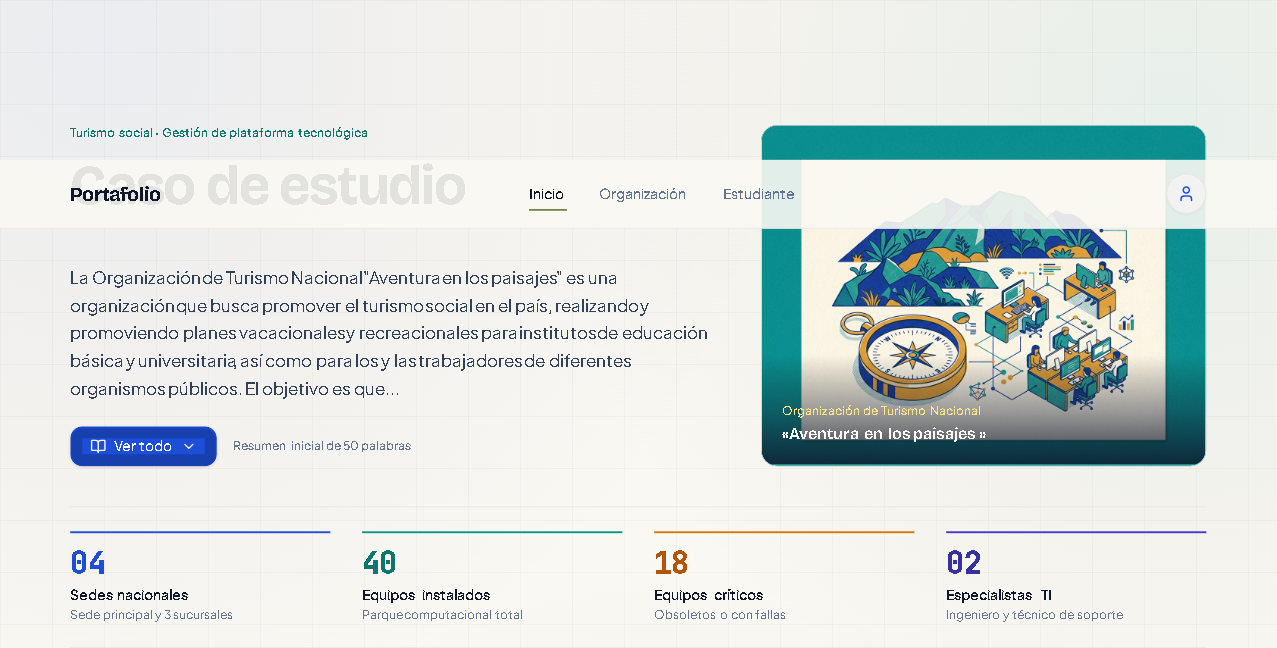 Turismo social · Gestión de plataforma tecnológica
Caso de estudio
Portafolio
Inicio
Organización
Estudiante
La Organización de Turismo Nacional "Aventura en los paisajes" es una
organización que busca promover el turismo social en el país, realizando y
promoviendo planes vacacionales y recreacionales para institutos de educación
básica y universitaria, así como para los y las trabajadores de diferentes
organismos públicos. El objetivo es que...
Ver todo
Resumen inicial de 50 palabras
Organización de Turismo Nacional
«Aventura en los paisajes »
04
Sedes nacionales
Sede principal y 3 sucursales
40
Equipos instalados
Parque computacional total
18
Equipos críticos
Obsoletos o con fallas
02
Especialistas TI
Ingeniero y técnico de soporte